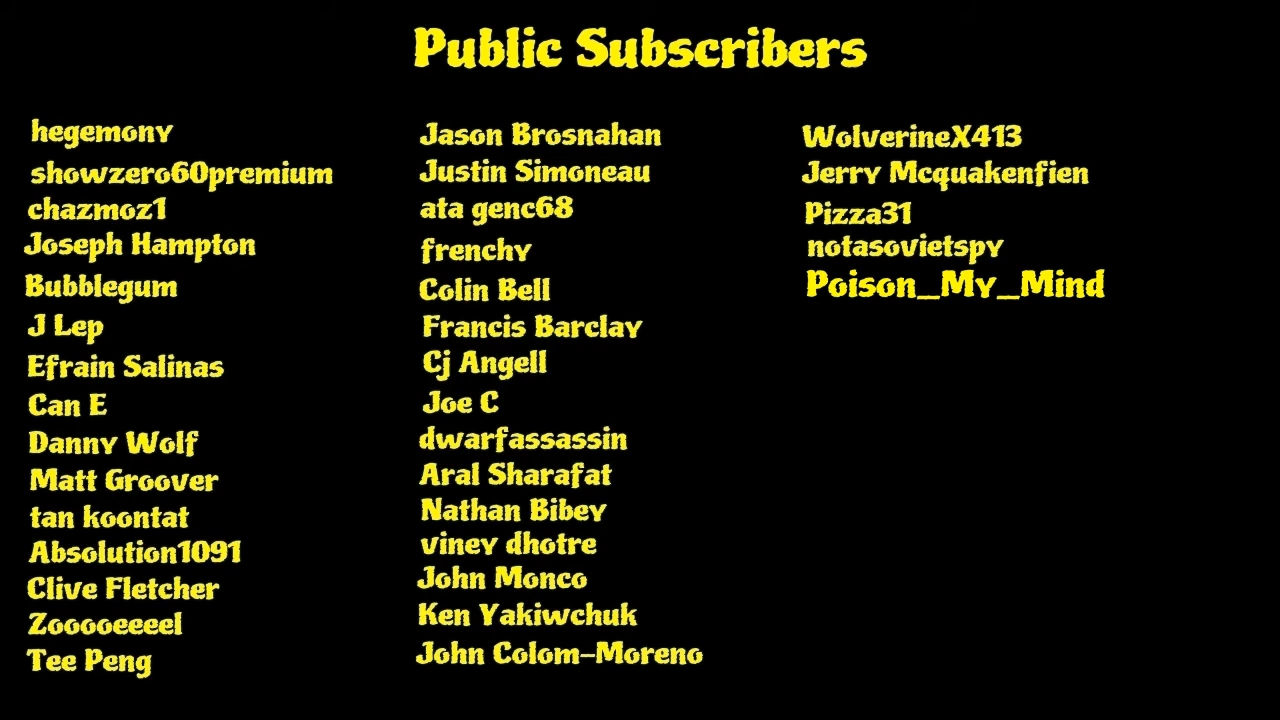 Public Subscribers
hegemony
showzero60premium
chazmoz1
Joseph Hampton
Bubblegum
J Lep
Efrain Salinas
Can E
Danny Wolf
Matt Groover
tan koontat
Absolution1091
Clive Fletcher
Zooooeeeel
Tee Peng
Jason Brosnahan
Justin Simoneau
ata genc68
frenchy
Colin Bell
Francis Barclay
Cj Angell
Joe C
dwarfassassin
Aral Sharafat
Nathan Bibey
viney dhotre
John Monco
Ken Yakiwchuk
John Colom-Moreno
WolverineX413
Jerry Mcquakenfien
Pizza31
notasovietspy
Poison_My_Mind